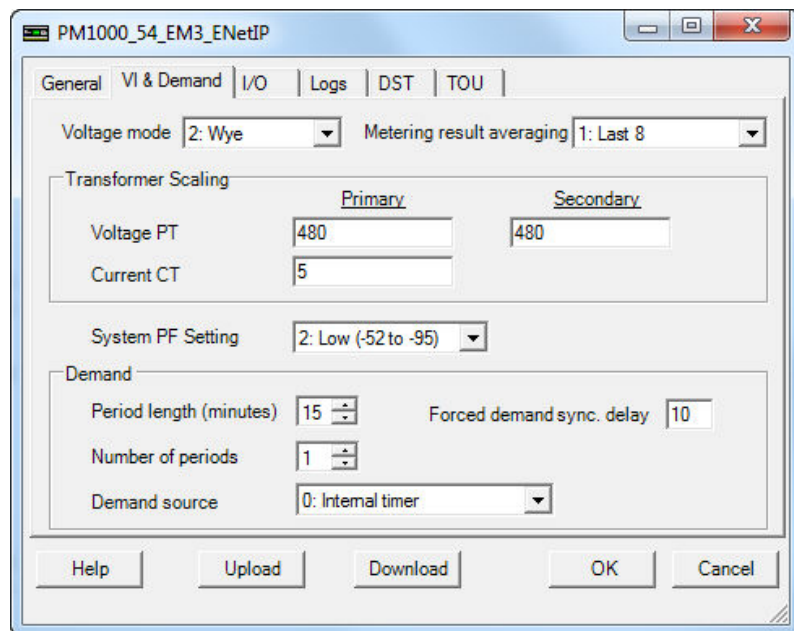 PM1000_54_EM3_ENetIP
General VI & Demand I/O Logs DST TOU
Voltage mode 2: Wye Metering result averaging 1: Last 8
Transformer Scaling
Primary Secondary
Voltage PT 480 480
Current CT 5
System PF Setting 2: Low (-52 to -95)
Demand
Period length (minutes) 15 Forced demand sync. delay 10
Number of periods 1
Demand source 0: Internal timer
Help Upload Download OK Cancel